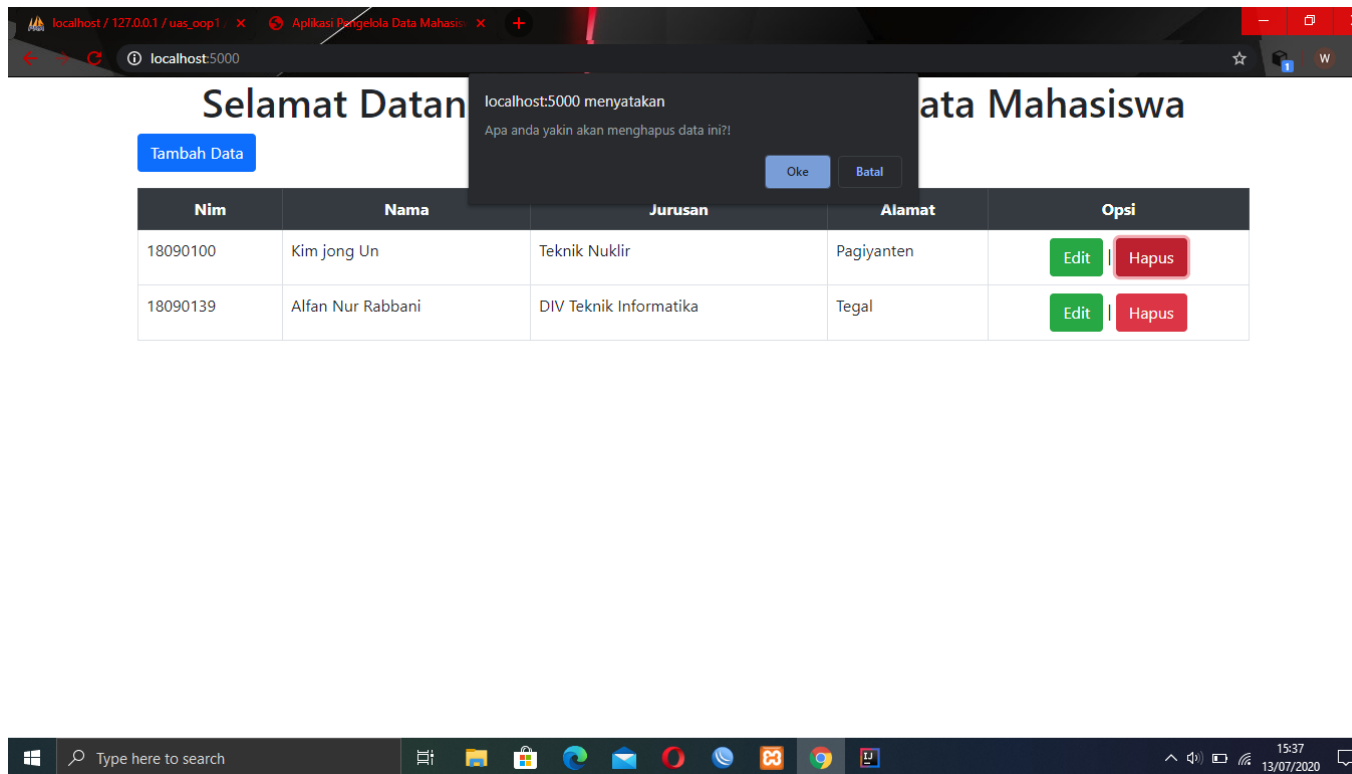 localhost / 127.0.0.1 / uas_oop1 /
Aplikasi Pengelola Data Mahasis
localhost:5000
W
1
Selamat Datan
ata Mahasiswa
localhost:5000 menyatakan
Apa anda yakin akan menghapus data ini?!
Oke Batal
Tambah Data
Nim Nama Jurusan Alamat Opsi
18090100 Kim jong Un Teknik Nuklir Pagiyanten Edit | Hapus
18090139 Alfan Nur Rabbani DIV Teknik Informatika Tegal Edit | Hapus
Type here to search
15:37
13/07/2020